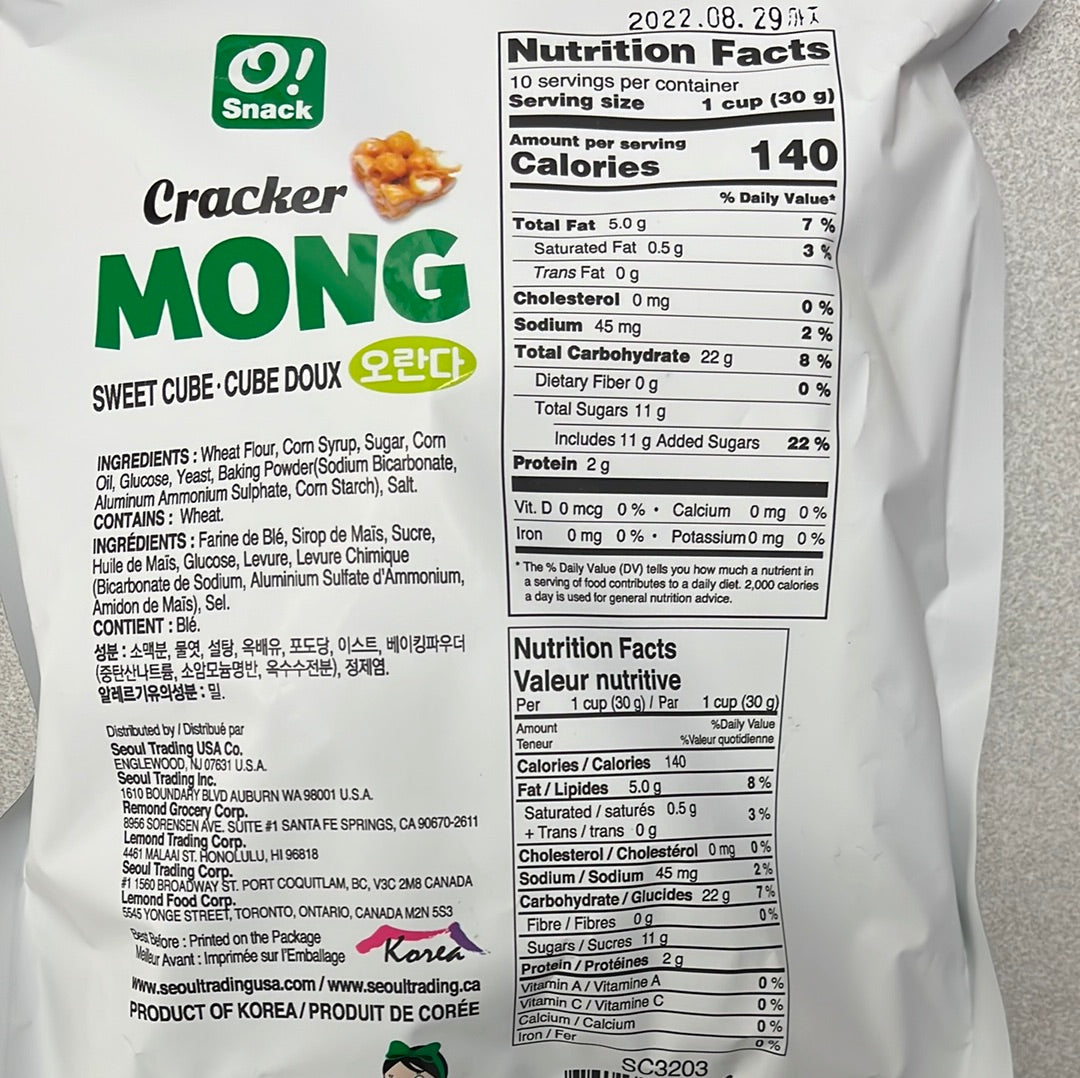 2022.08.29 까지
O!
Snack
Cracker
MONG
SWEET CUBE · CUBE DOUX 오란다
INGREDIENTS : Wheat Flour, Corn Syrup, Sugar, Corn
Oil, Glucose, Yeast, Baking Powder(Sodium Bicarbonate,
Aluminum Ammonium Sulphate, Corn Starch), Salt.
CONTAINS : Wheat.
INGRÉDIENTS : Farine de Blé, Sirop de Maïs, Sucre,
Huile de Maïs, Glucose, Levure, Levure Chimique
(Bicarbonate de Sodium, Aluminium Sulfate d'Ammonium,
Amidon de Maïs), Sel.
CONTIENT : Blé.
성분 : 소맥분, 물엿, 설탕, 옥배유, 포도당, 이스트, 베이킹파우더
(중탄산나트륨, 소암모늄명반, 옥수수전분), 정제염.
알레르기유의성분 : 밀.
Distributed by / Distribué par
Seoul Trading USA Co.
ENGLEWOOD, NJ 07631 U.S.A.
Seoul Trading Inc.
1610 BOUNDARY BLVD AUBURN WA 98001 U.S.A.
Remond Grocery Corp.
8956 SORENSEN AVE. SUITE #1 SANTA FE SPRINGS, CA 90670-2611
Lemond Trading Corp.
4461 MALAAI ST. HONOLULU, HI 96818
Seoul Trading Corp.
#1 1560 BROADWAY ST. PORT COQUITLAM, BC, V3C 2M8 CANADA
Lemond Food Corp.
5545 YONGE STREET, TORONTO, ONTARIO, CANADA M2N 5S3
Best Before : Printed on the Package
Meilleur Avant : Imprimée sur l'Emballage
Korea
www.seoultradingusa.com / www.seoultrading.ca
PRODUCT OF KOREA / PRODUIT DE CORÉE
Nutrition Facts
10 servings per container
Serving size 1 cup (30 g)
Amount per serving
Calories 140
% Daily Value*
Total Fat 5.0 g 7 %
Saturated Fat 0.5 g 3 %
Trans Fat 0 g
Cholesterol 0 mg 0 %
Sodium 45 mg 2 %
Total Carbohydrate 22 g 8 %
Dietary Fiber 0 g 0 %
Total Sugars 11 g
Includes 11 g Added Sugars 22 %
Protein 2 g
Vit. D 0 mcg 0 % • Calcium 0 mg 0 %
Iron 0 mg 0 % • Potassium 0 mg 0 %
* The % Daily Value (DV) tells you how much a nutrient in
a serving of food contributes to a daily diet. 2,000 calories
a day is used for general nutrition advice.
Nutrition Facts
Valeur nutritive
Per 1 cup (30 g) / Par 1 cup (30 g)
Amount %Daily Value
Teneur %Valeur quotidienne
Calories / Calories 140
Fat / Lipides 5.0 g 8 %
Saturated / saturés 0.5 g 3 %
+ Trans / trans 0 g
Cholesterol / Cholestérol 0 mg 0 %
Sodium / Sodium 45 mg 2 %
Carbohydrate / Glucides 22 g 7 %
Fibre / Fibres 0 g 0 %
Sugars / Sucres 11 g
Protein / Protéines 2 g
Vitamin A / Vitamine A 0 %
Vitamin C / Vitamine C 0 %
Calcium / Calcium 0 %
Iron / Fer 0 %
SC3203